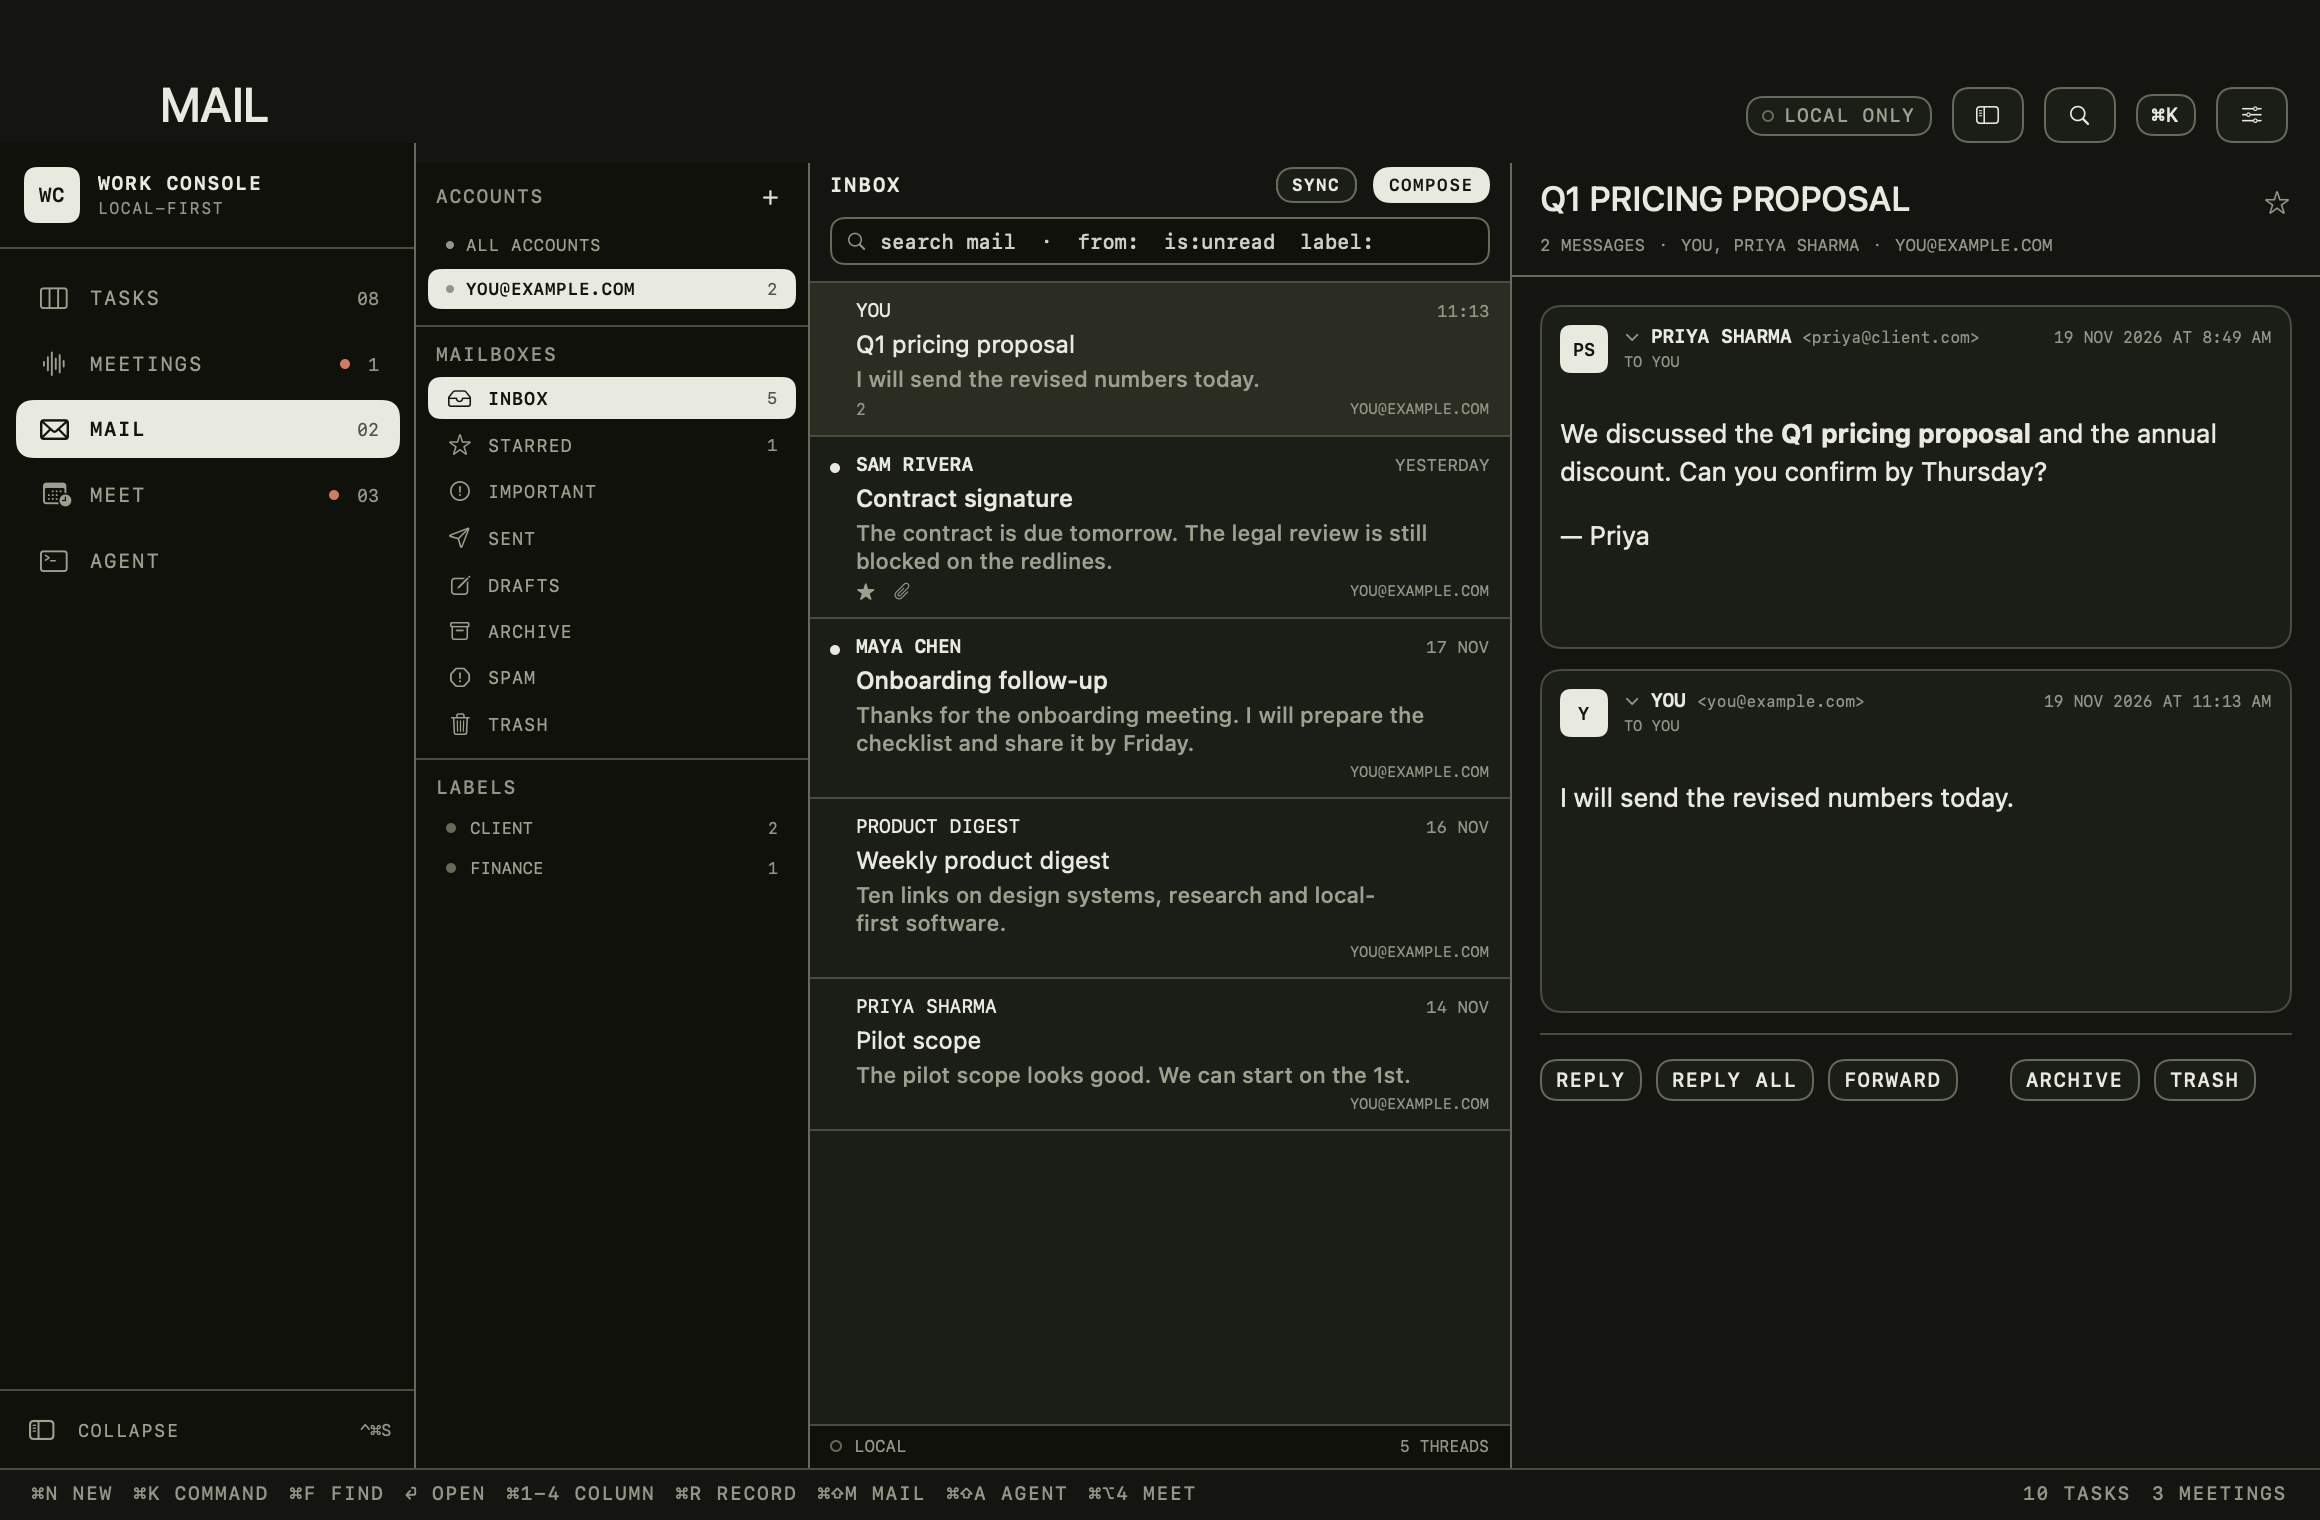 MAIL
LOCAL ONLY
⌘K
WC
WORK CONSOLE
LOCAL-FIRST
TASKS 08
MEETINGS 1
MAIL 02
MEET 03
AGENT
COLLAPSE ^⌘S
ACCOUNTS +
ALL ACCOUNTS
YOU@EXAMPLE.COM 2
MAILBOXES
INBOX 5
STARRED 1
IMPORTANT
SENT
DRAFTS
ARCHIVE
SPAM
TRASH
LABELS
CLIENT 2
FINANCE 1
INBOX SYNC COMPOSE
search mail · from: is:unread label:
YOU 11:13
Q1 pricing proposal
I will send the revised numbers today.
2 YOU@EXAMPLE.COM
SAM RIVERA YESTERDAY
Contract signature
The contract is due tomorrow. The legal review is still
blocked on the redlines.
YOU@EXAMPLE.COM
MAYA CHEN 17 NOV
Onboarding follow-up
Thanks for the onboarding meeting. I will prepare the
checklist and share it by Friday.
YOU@EXAMPLE.COM
PRODUCT DIGEST 16 NOV
Weekly product digest
Ten links on design systems, research and local-
first software.
YOU@EXAMPLE.COM
PRIYA SHARMA 14 NOV
Pilot scope
The pilot scope looks good. We can start on the 1st.
YOU@EXAMPLE.COM
LOCAL 5 THREADS
Q1 PRICING PROPOSAL
2 MESSAGES · YOU, PRIYA SHARMA · YOU@EXAMPLE.COM
PS PRIYA SHARMA <priya@client.com> 19 NOV 2026 AT 8:49 AM
TO YOU
We discussed the Q1 pricing proposal and the annual
discount. Can you confirm by Thursday?
— Priya
Y YOU <you@example.com> 19 NOV 2026 AT 11:13 AM
TO YOU
I will send the revised numbers today.
REPLY REPLY ALL FORWARD ARCHIVE TRASH
⌘N NEW ⌘K COMMAND ⌘F FIND ⏎ OPEN ⌘1–4 COLUMN ⌘R RECORD ⌘⇧M MAIL ⌘⇧A AGENT ⌘⌥4 MEET 10 TASKS 3 MEETINGS